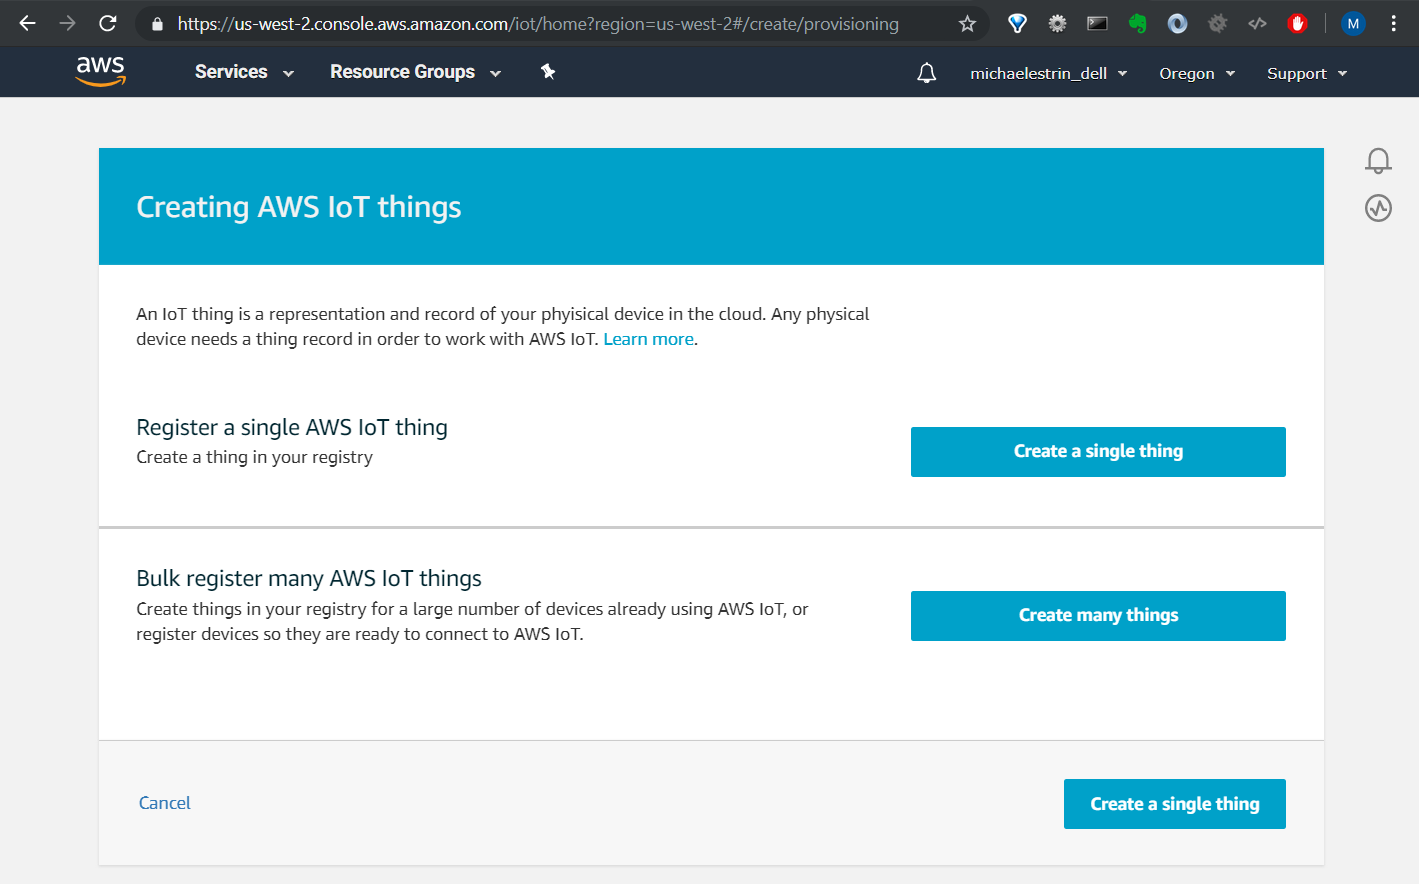 https://us-west-2.console.aws.amazon.com/iot/home?region=us-west-2#/create/provisioning
M
aws Services Resource Groups michaelestrin_dell Oregon Support
Creating AWS IoT things
An IoT thing is a representation and record of your phyisical device in the cloud. Any physical
device needs a thing record in order to work with AWS IoT. Learn more.
Register a single AWS IoT thing
Create a thing in your registry
Create a single thing
Bulk register many AWS IoT things
Create things in your registry for a large number of devices already using AWS IoT, or
register devices so they are ready to connect to AWS IoT.
Create many things
Cancel
Create a single thing